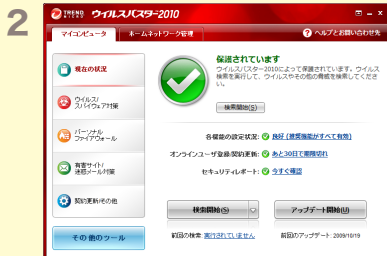 2
TREND ウイルスバスター2010
マイコンピュータ ホームネットワーク管理 ヘルプとお問い合わせ先
現在の状況
ウイルス/
スパイウェア対策
パーソナル
ファイアウォール
有害サイト/
迷惑メール対策
契約更新/その他
その他のツール
保護されています
ウイルスバスター2010によって保護されています。ウイルス
検索を実行して、ウイルスやその他の脅威を検索してくださ
い。
検索開始(S)
各機能の設定状況: 良好 (推奨機能がすべて有効)
オンラインユーザ登録/契約更新: あと30日で期限切れ
セキュリティレポート: 今すぐ確認
検索開始(S) アップデート開始(U)
前回の検索: 実行されていません 前回のアップデート: 2009/10/19